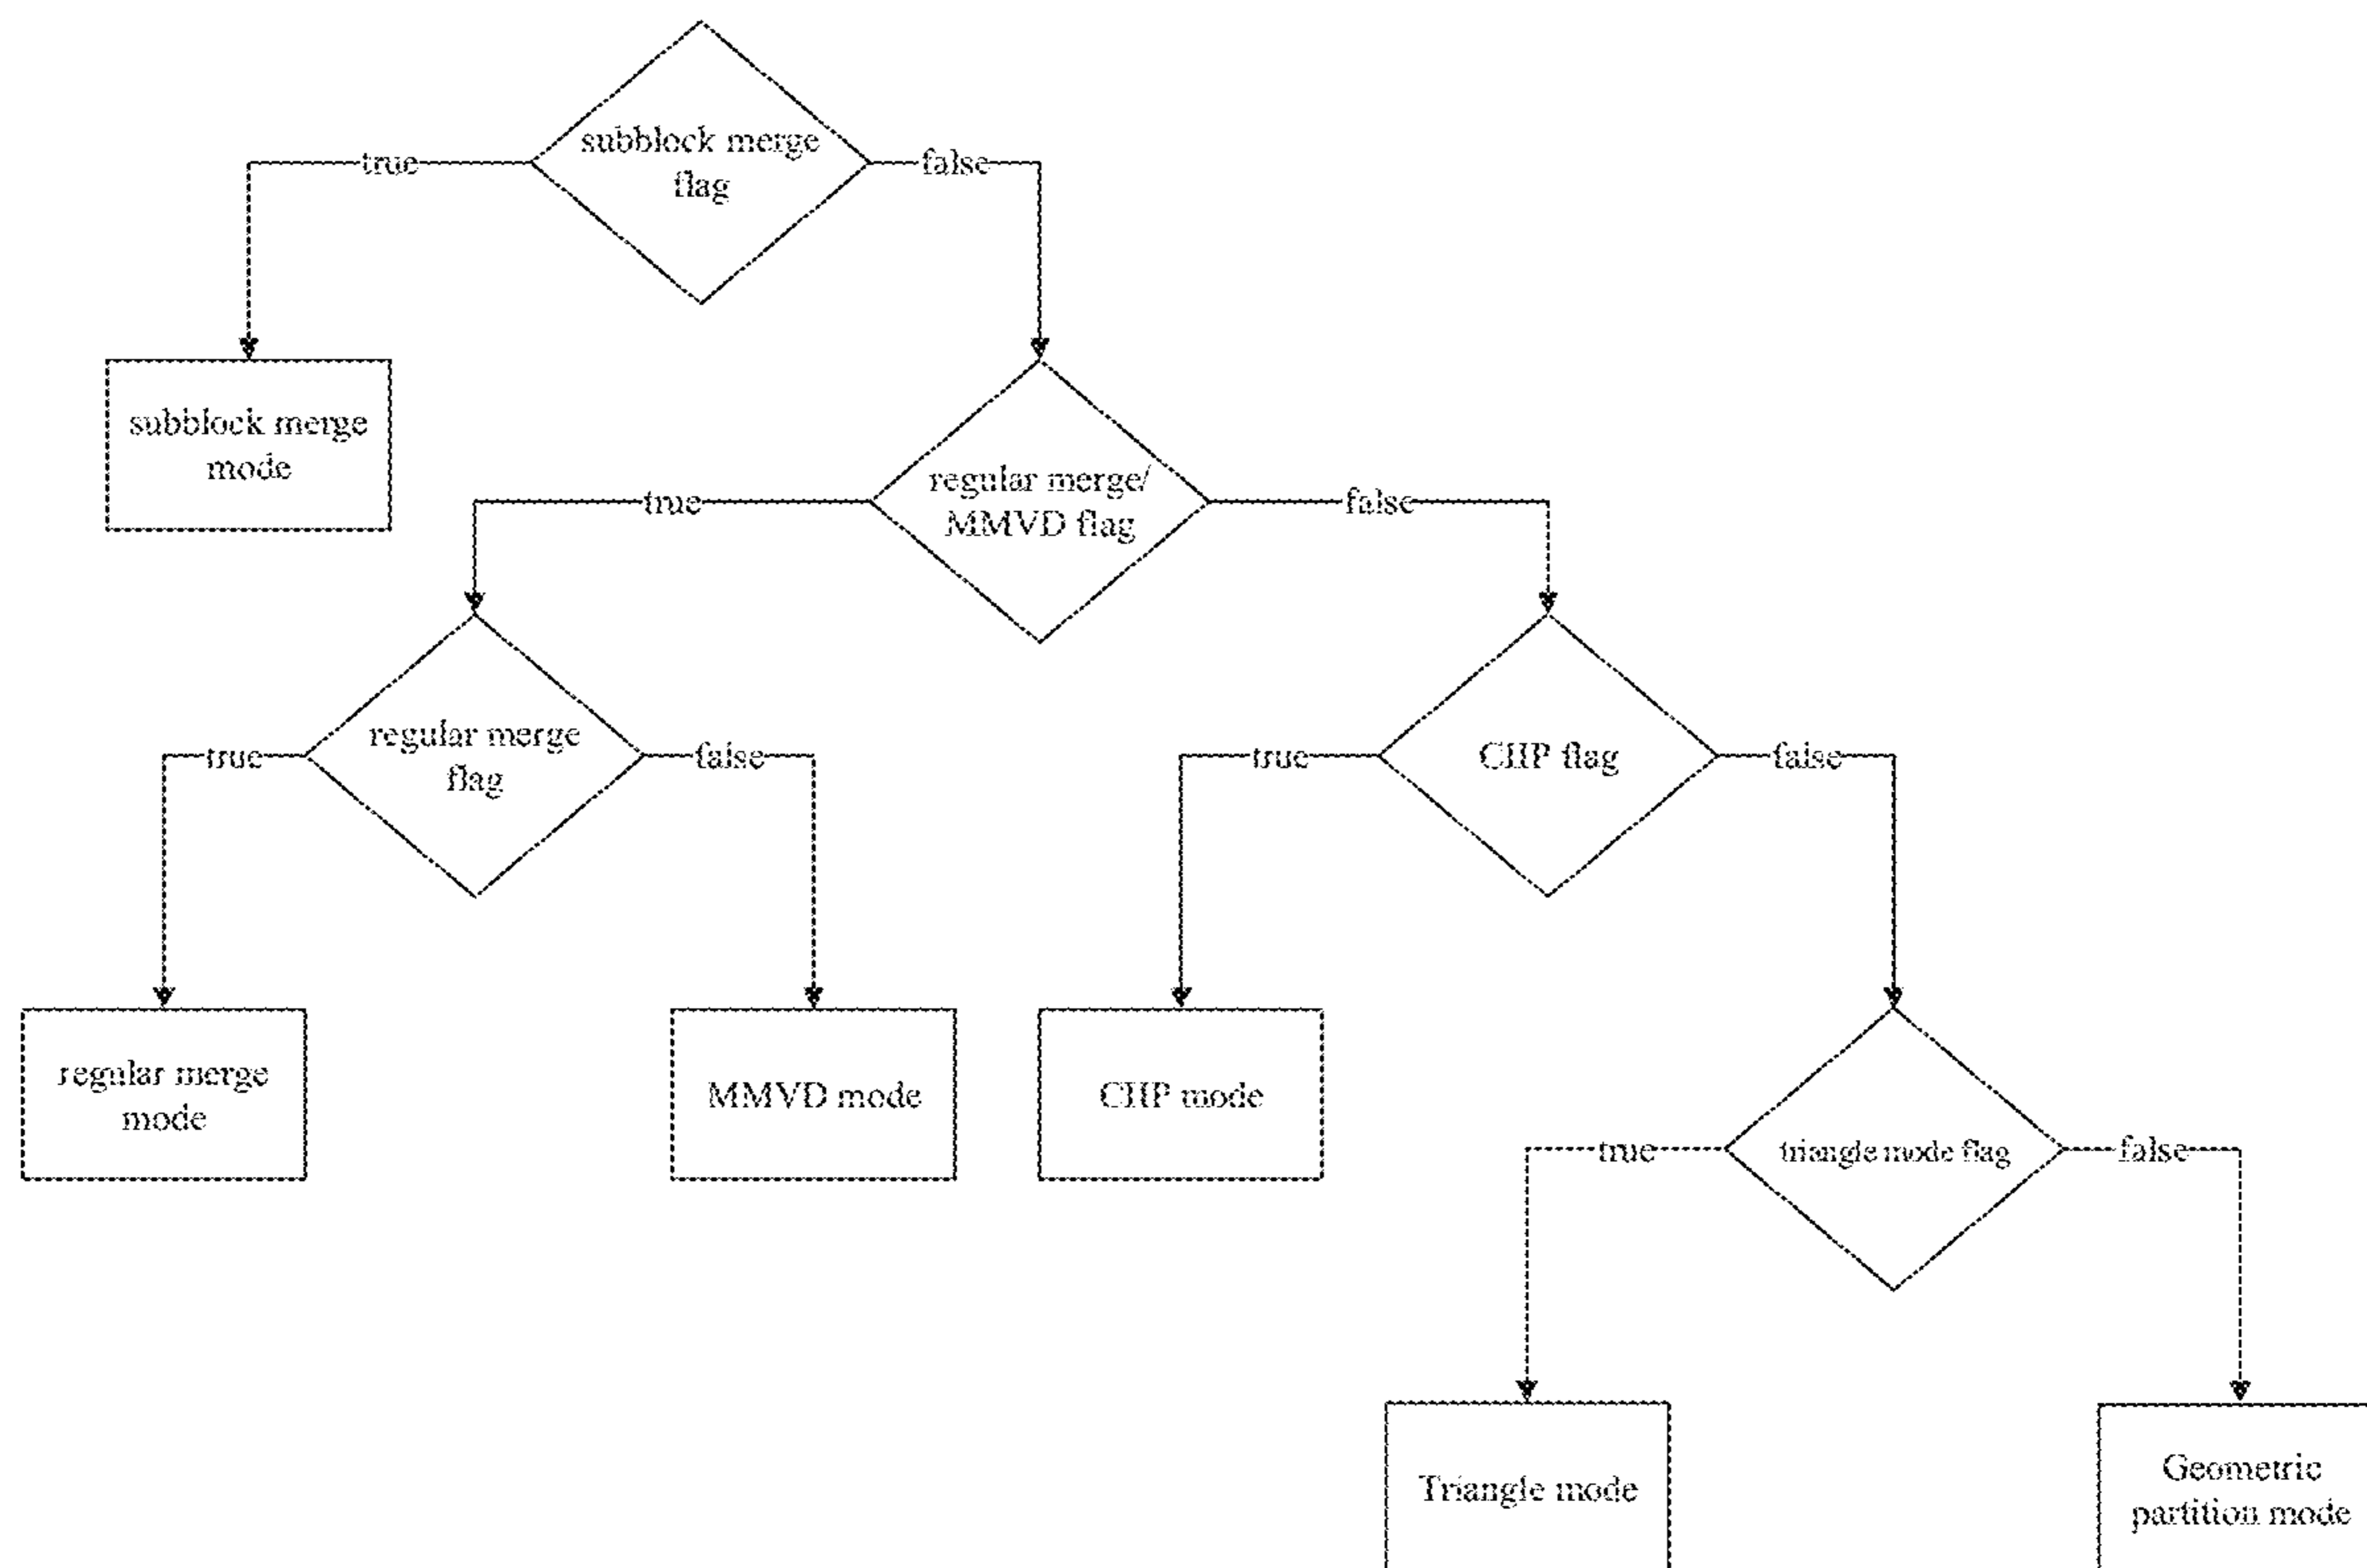 subblock merge
flag
true
false
subblock merge
mode
regular merge/
MMVD flag
true
false
regular merge
flag
true
false
CHP flag
true
false
regular merge
mode
MMVD mode
CHP mode
triangle mode flag
true
false
Triangle mode
Geometric
partition mode